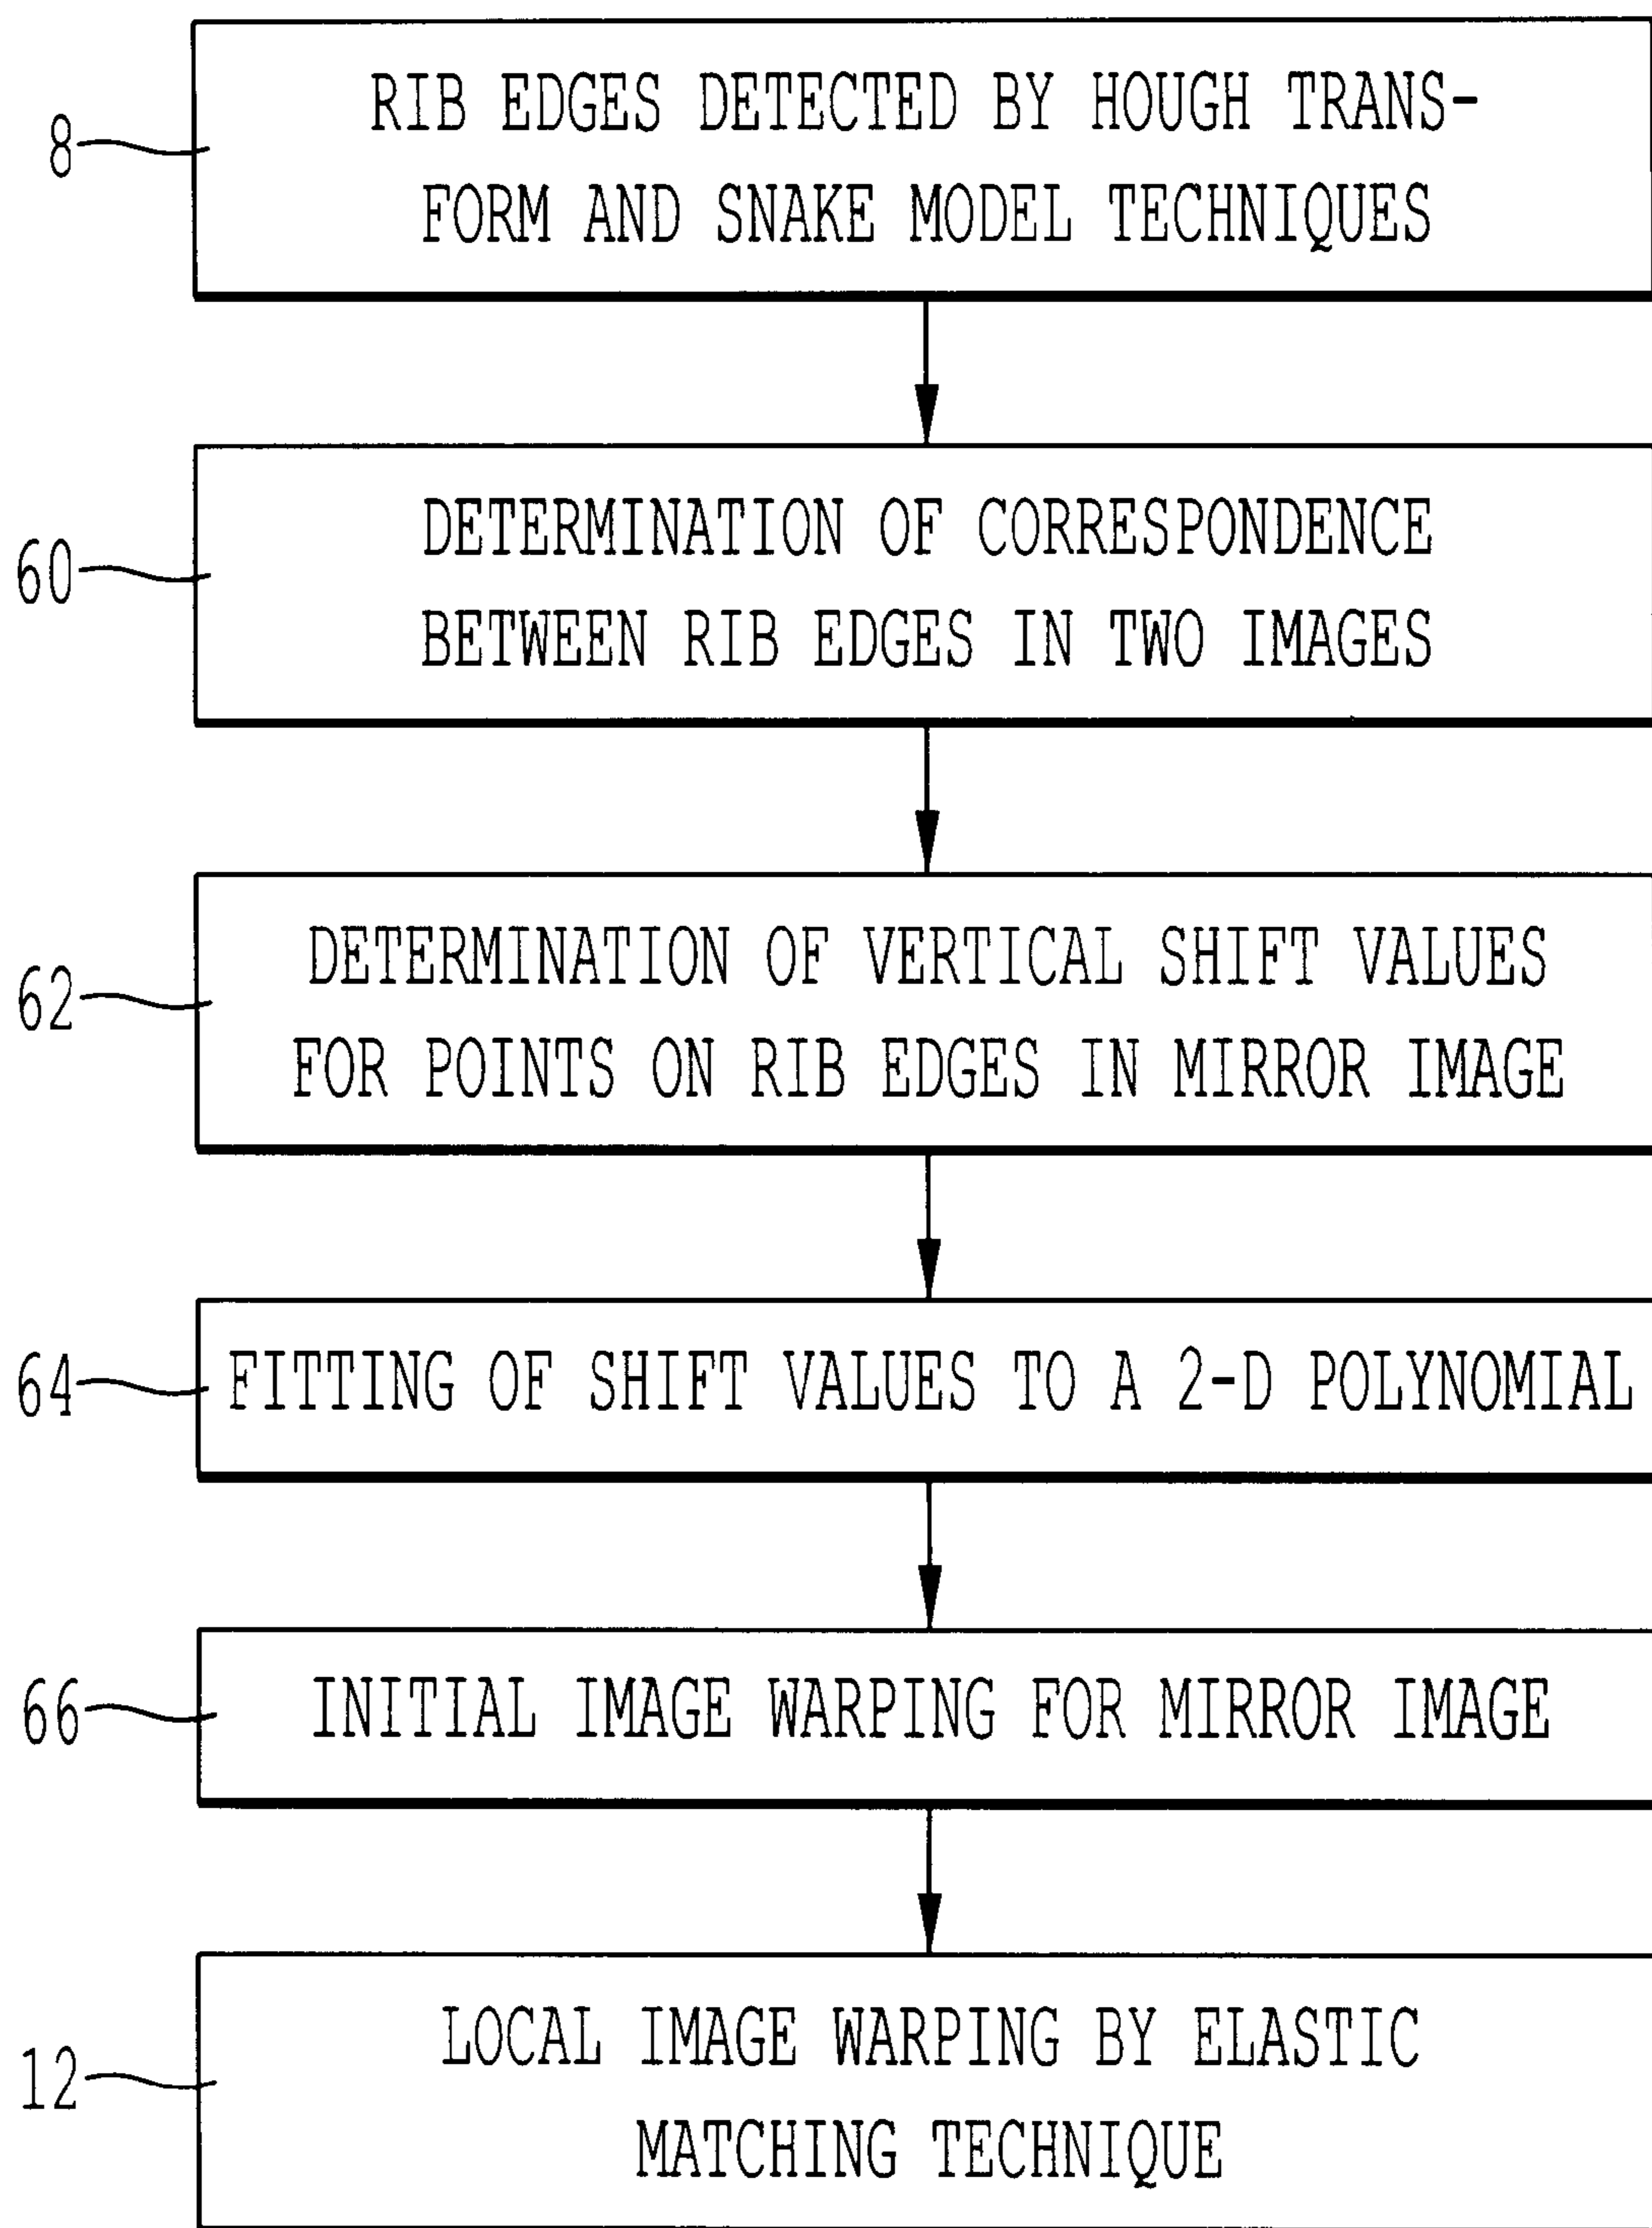 RIB EDGES DETECTED BY HOUGH TRANS-
8
FORM AND SNAKE MODEL TECHNIQUES
DETERMINATION OF CORRESPONDENCE
60
BETWEEN RIB EDGES IN TWO IMAGES
DETERMINATION OF VERTICAL SHIFT VALUES
62
FOR POINTS ON RIB EDGES IN MIRROR IMAGE
64
FITTING OF SHIFT VALUES TO A 2-D POLYNOMIAL
66
INITIAL IMAGE WARPING FOR MIRROR IMAGE
LOCAL IMAGE WARPING BY ELASTIC
12
MATCHING TECHNIQUE